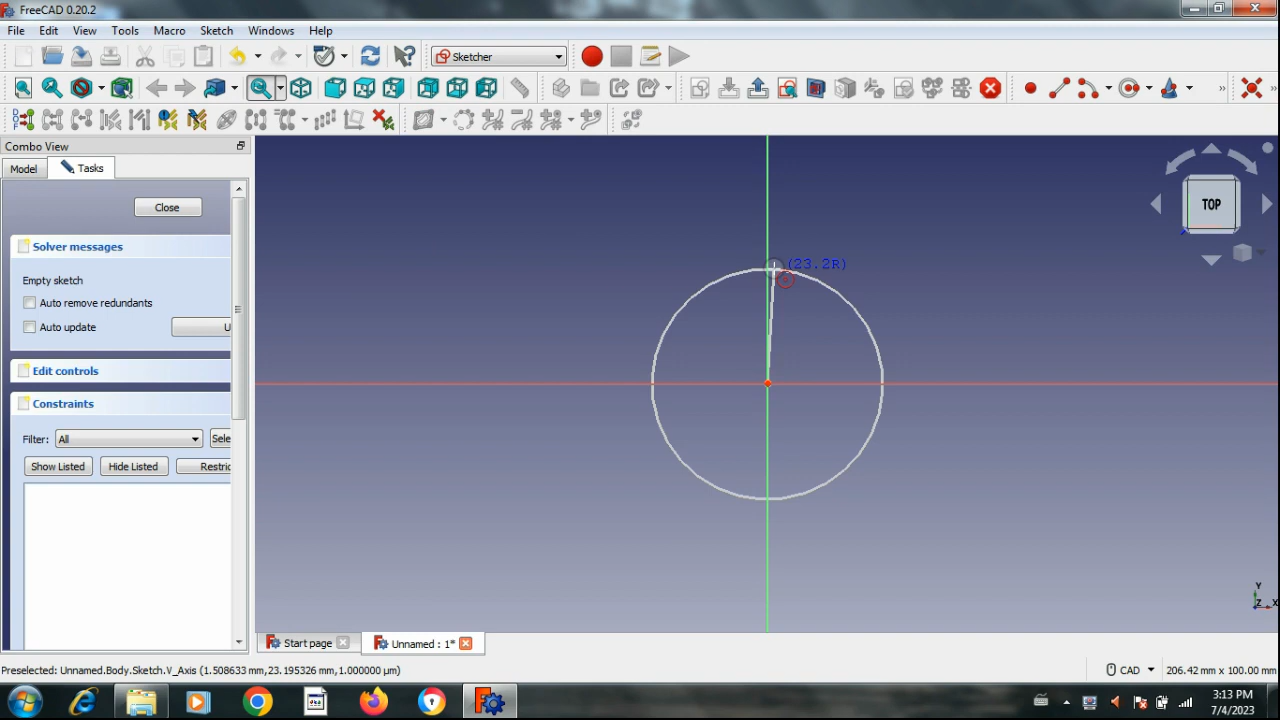 FreeCAD 0.20.2
File Edit View Tools Macro Sketch Windows Help
Sketcher
Combo View
Model Tasks
Close
Solver messages
Empty sketch
Auto remove redundants
Auto update U
Edit controls
Constraints
Filter: All Sele
Show Listed Hide Listed Restric
(23.2R)
TOP
Y
Z X
Start page Unnamed : 1*
Preselected: Unnamed.Body.Sketch.V_Axis (1.508633 mm,23.195326 mm,1.000000 μm) CAD 206.42 mm x 100.00 mm
3:13 PM
7/4/2023